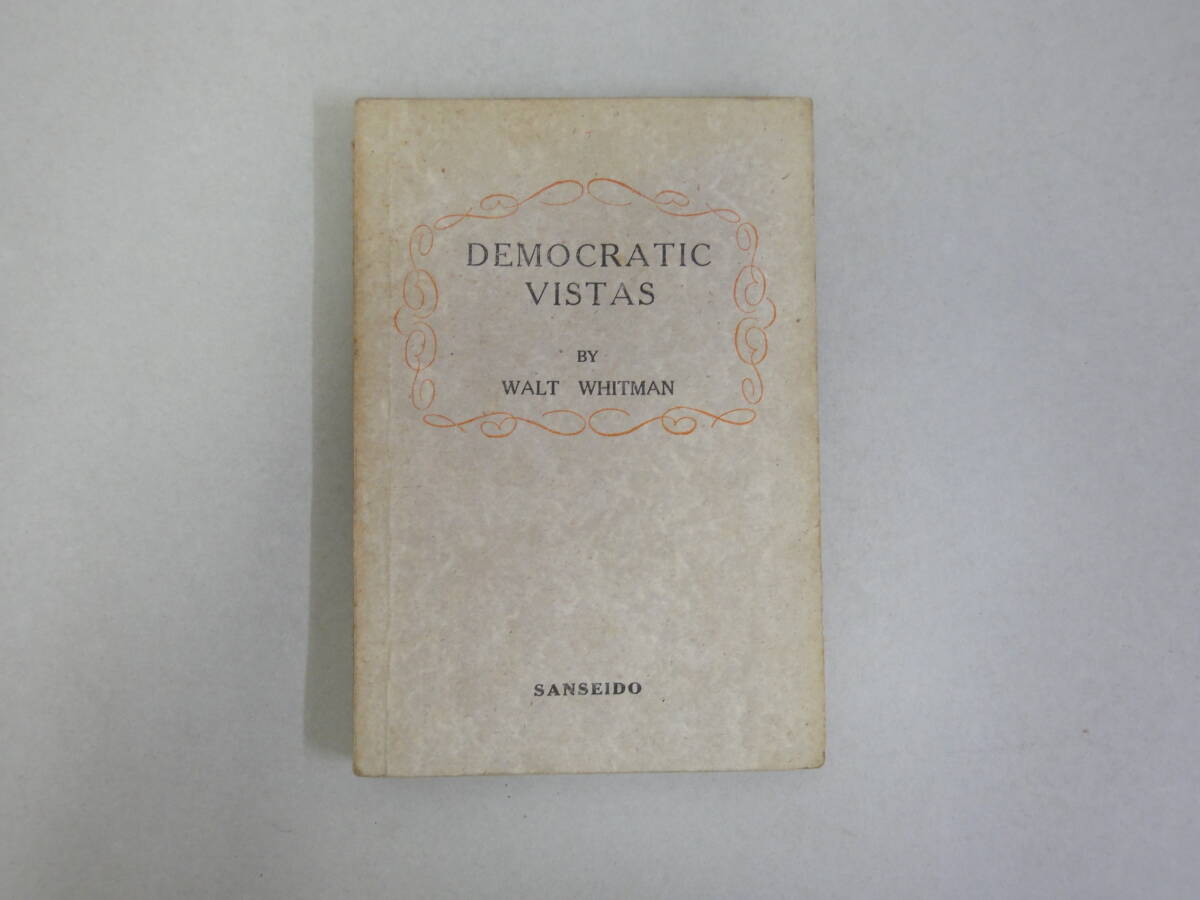 DEMOCRATIC
VISTAS
BY
WALT WHITMAN
SANSEIDO